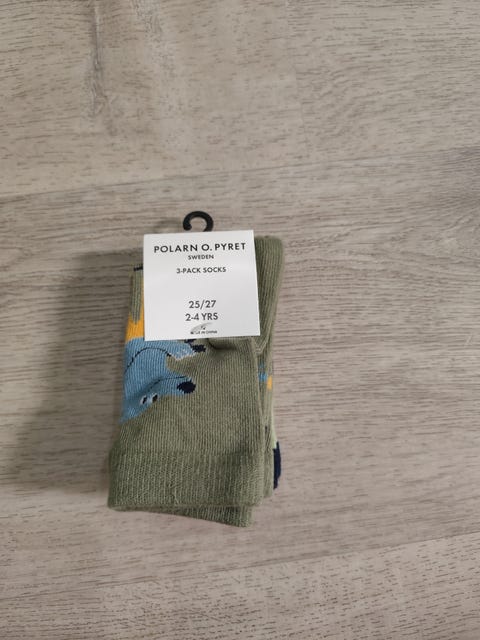 POLARN O. PYRET
SWEDEN
3-PACK SOCKS
25/27
2-4 YRS